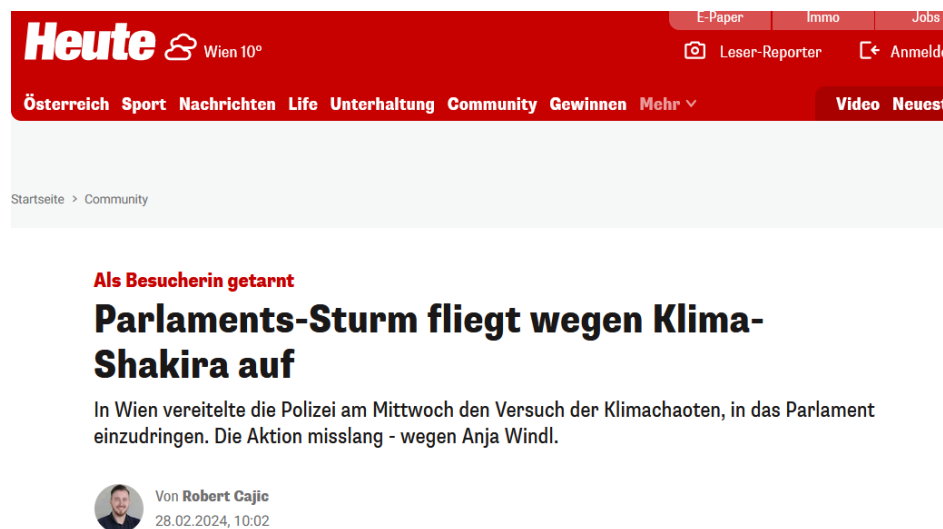 E-Paper Immo Jobs
Heute Wien 10° Leser-Reporter
Österreich Sport Nachrichten Life Unterhaltung Community Gewinnen Mehr Video
Startseite > Community
Als Besucherin getarnt
Parlaments-Sturm fliegt wegen Klima-
Shakira auf
In Wien vereitelte die Polizei am Mittwoch den Versuch der Klimachaoten, in das Parlament
einzudringen. Die Aktion misslang - wegen Anja Windl.
Von Robert Cajic
28.02.2024, 10:02